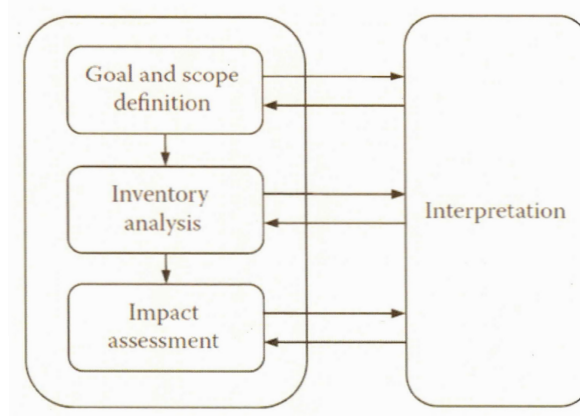 Goal and scope
definition
Inventory
analysis
Interpretation
Impact
assessment